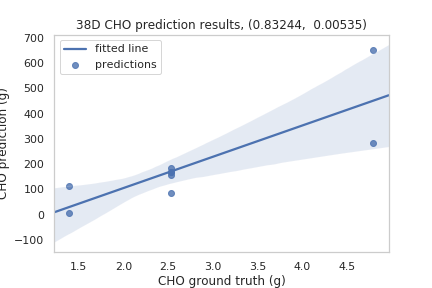 38D CHO prediction results, (0.83244, 0.00535)
fitted line
predictions
700
600
500
400
300
200
100
0
−100
CHO prediction (g)
1.5 2.0 2.5 3.0 3.5 4.0 4.5
CHO ground truth (g)